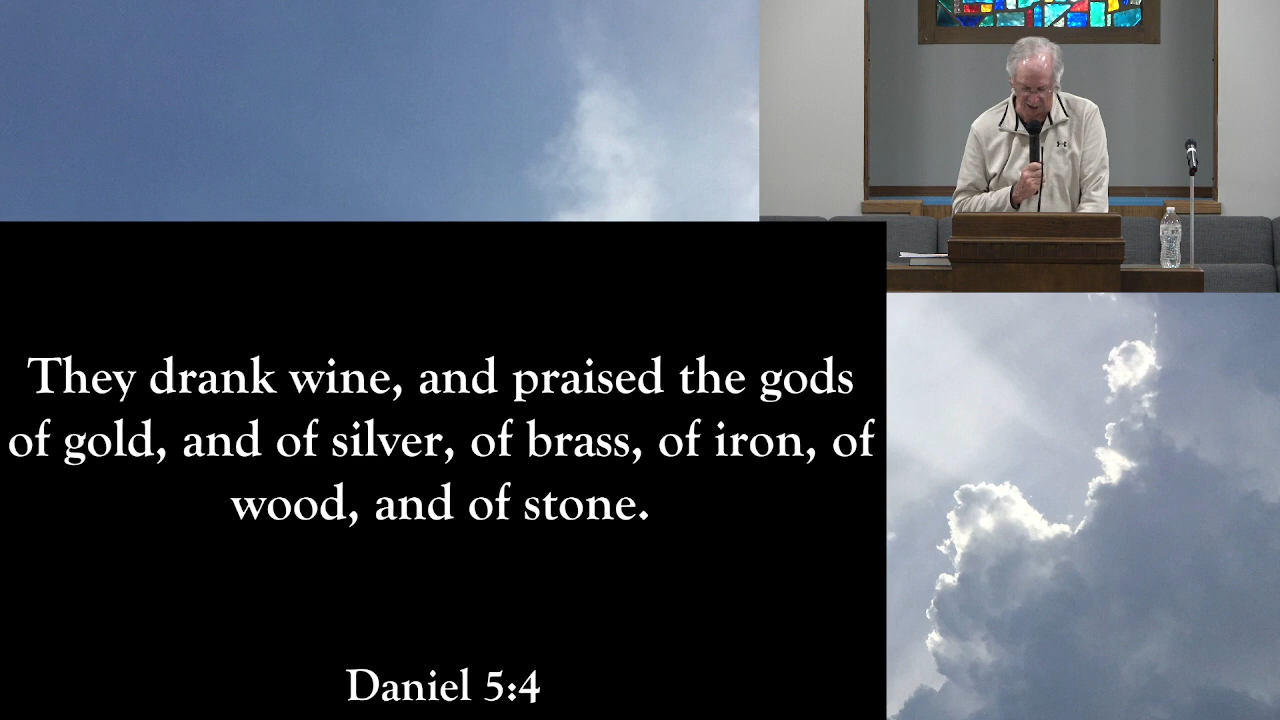 They drank wine, and praised the gods
of gold, and of silver, of brass, of iron, of
wood, and of stone.
Daniel 5:4